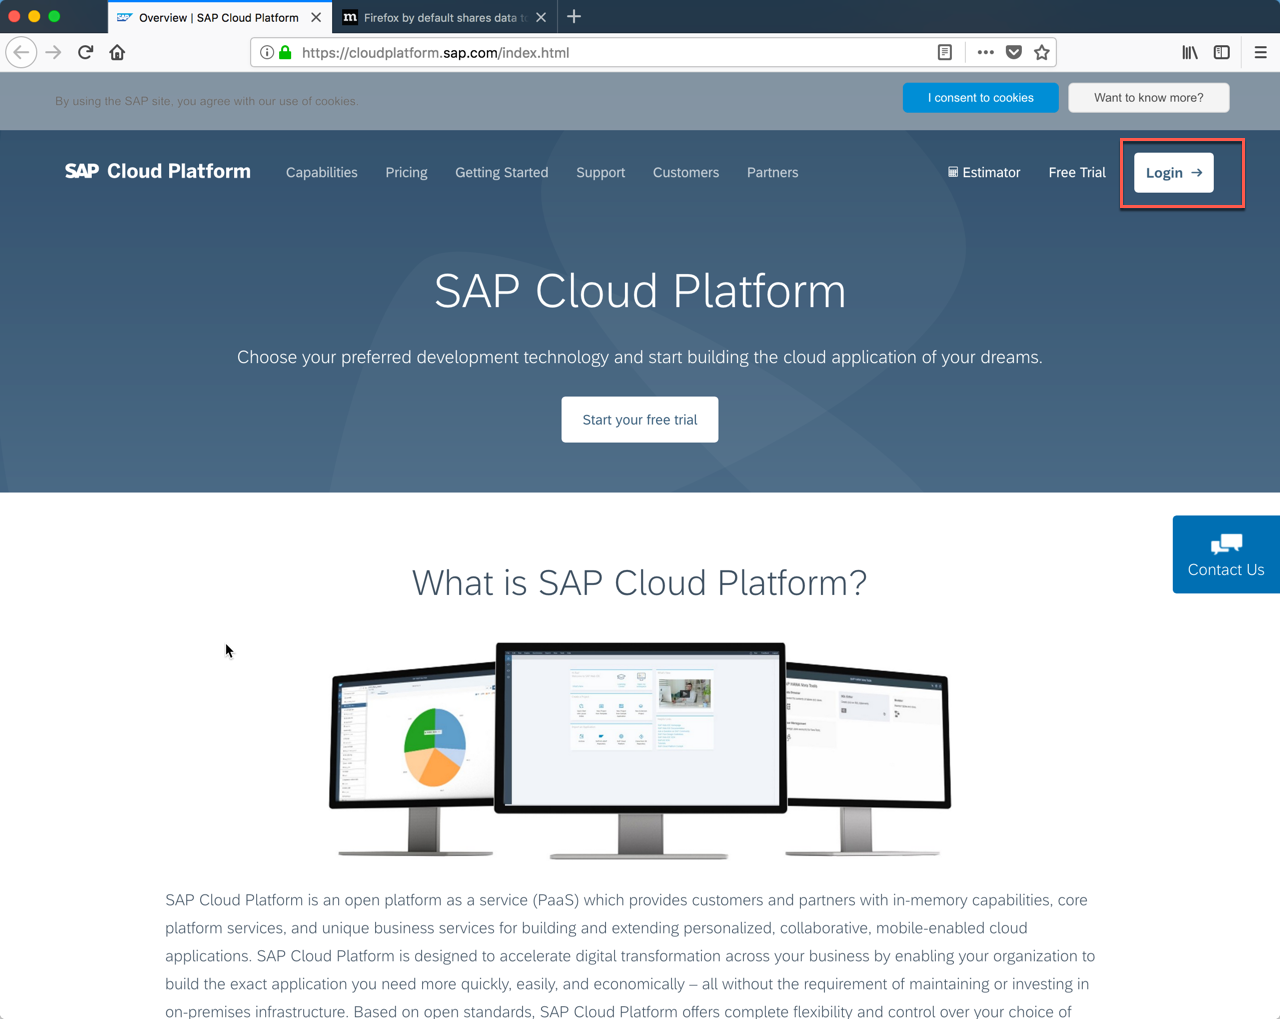 Overview | SAP Cloud Platform
Firefox by default shares data to
https://cloudplatform.sap.com/index.html
By using the SAP site, you agree with our use of cookies.
I consent to cookies
Want to know more?
SAP Cloud Platform
Capabilities
Pricing
Getting Started
Support
Customers
Partners
Estimator
Free Trial
Login →
SAP Cloud Platform
Choose your preferred development technology and start building the cloud application of your dreams.
Start your free trial
Contact Us
What is SAP Cloud Platform?
SAP Cloud Platform is an open platform as a service (PaaS) which provides customers and partners with in-memory capabilities, core
platform services, and unique business services for building and extending personalized, collaborative, mobile-enabled cloud
applications. SAP Cloud Platform is designed to accelerate digital transformation across your business by enabling your organization to
build the exact application you need more quickly, easily, and economically – all without the requirement of maintaining or investing in
on-premises infrastructure. Based on open standards, SAP Cloud Platform offers complete flexibility and control over your choice of